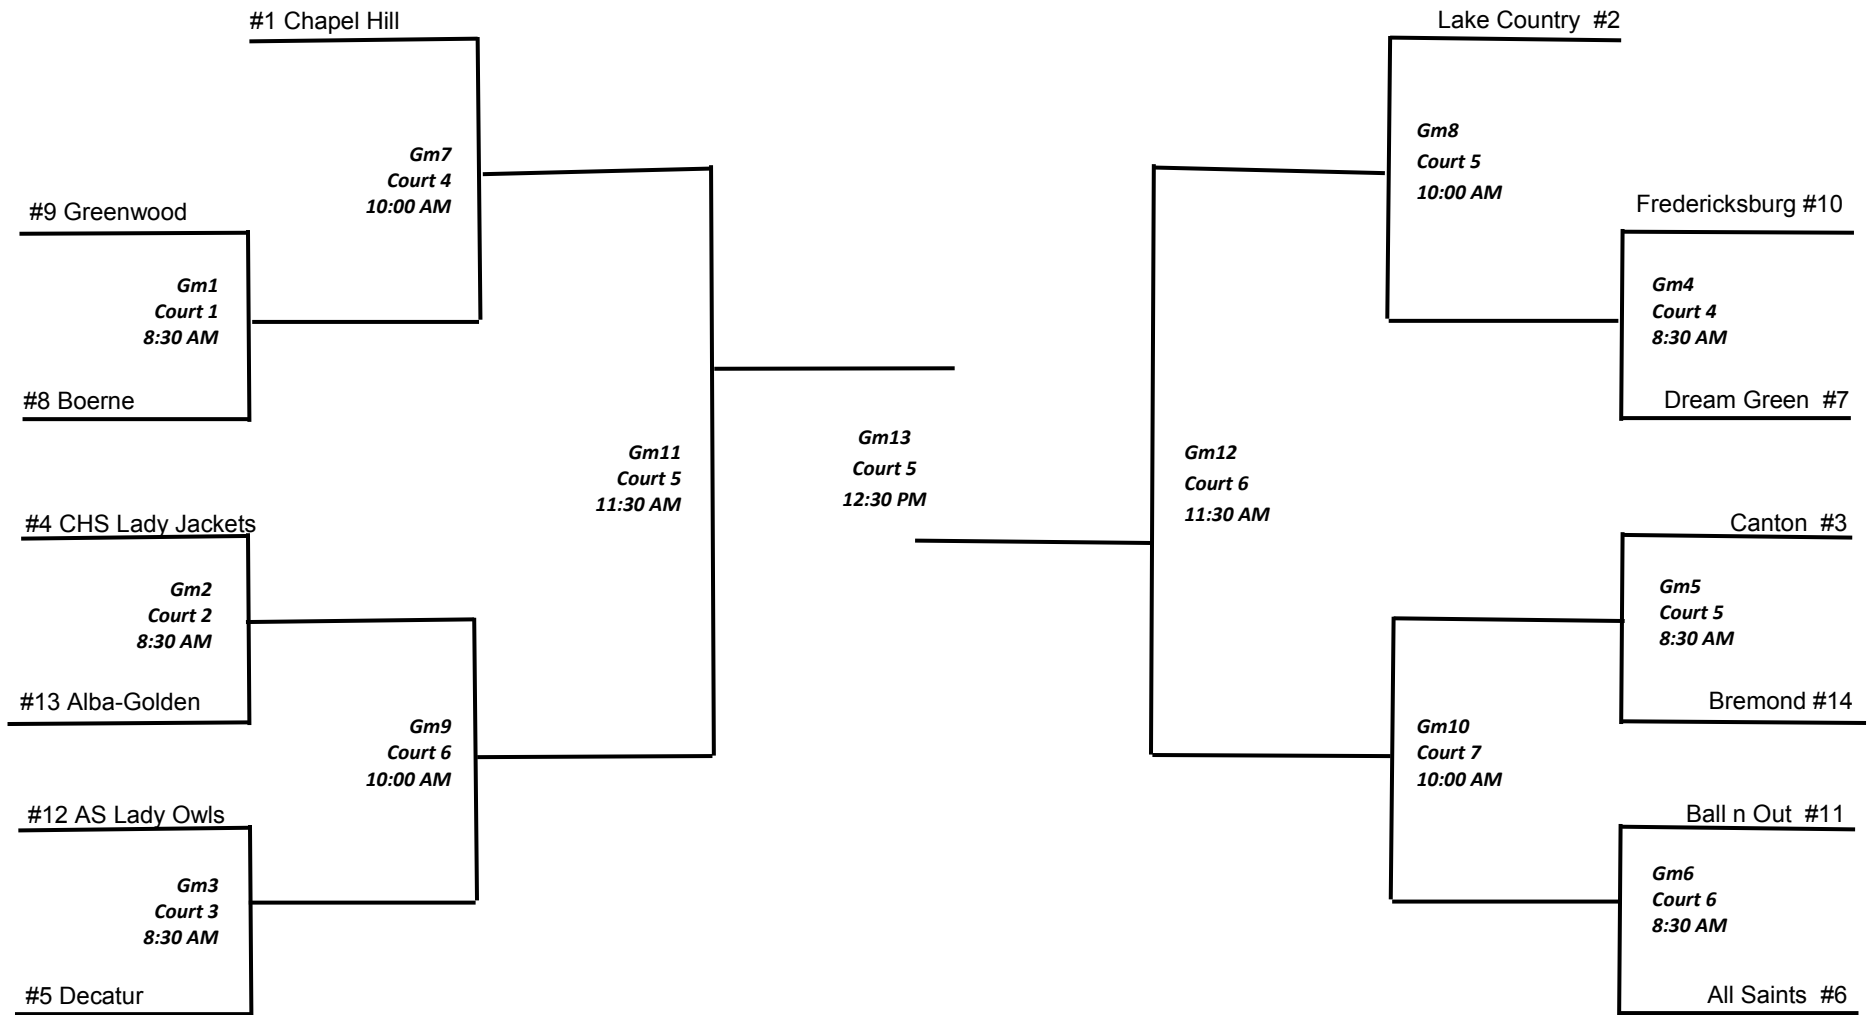 #1 Chapel Hill
Gm7
Court 4
10:00 AM
#9 Greenwood
Gm1
Court 1
8:30 AM
#8 Boerne
#4 CHS Lady Jackets
Gm2
Court 2
8:30 AM
#13 Alba-Golden
Gm9
Court 6
10:00 AM
#12 AS Lady Owls
Gm3
Court 3
8:30 AM
#5 Decatur
Gm11
Court 5
11:30 AM
Gm13
Court 5
12:30 PM
Gm12
Court 6
11:30 AM
Lake Country #2
Gm8
Court 5
10:00 AM
Fredericksburg #10
Gm4
Court 4
8:30 AM
Dream Green #7
Canton #3
Gm5
Court 5
8:30 AM
Bremond #14
Gm10
Court 7
10:00 AM
Ball n Out #11
Gm6
Court 6
8:30 AM
All Saints #6